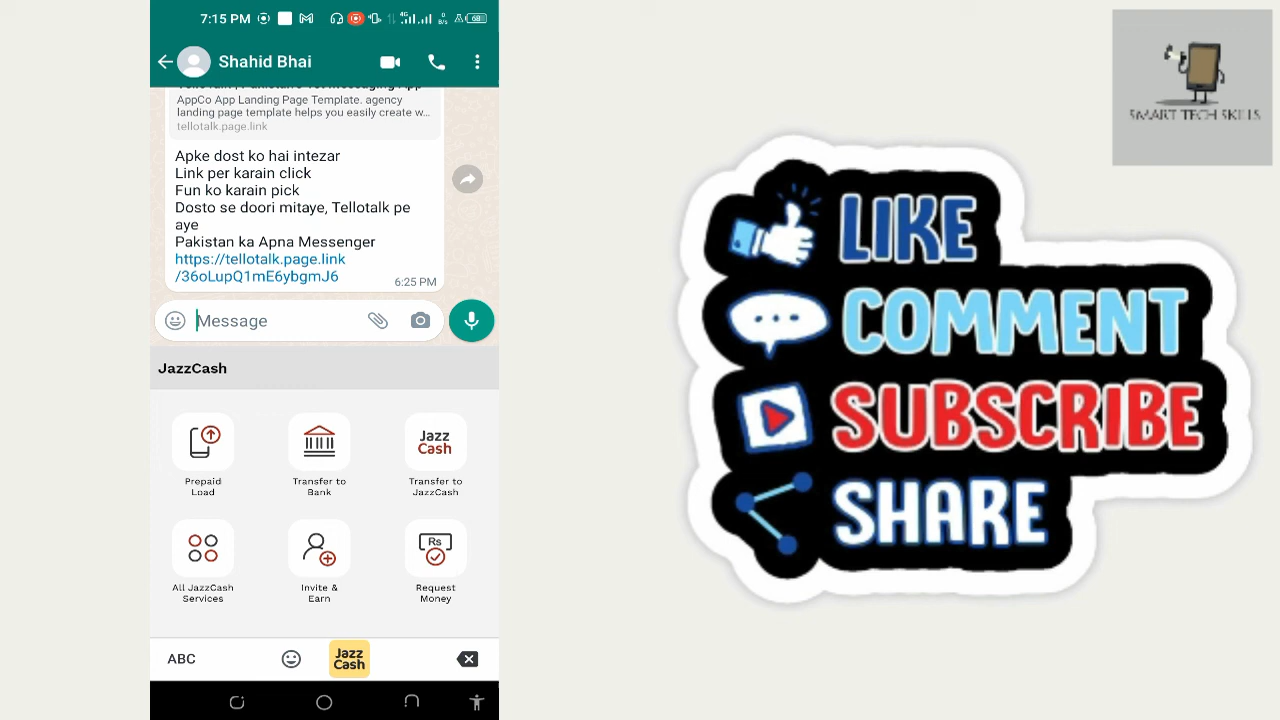 7:15 PM
4G
0
B/s
68
Shahid Bhai
AppCo App Landing Page Template. agency
landing page template helps you easily create w...
tellotalk.page.link
Apke dost ko hai intezar
Link per karain click
Fun ko karain pick
Dosto se doori mitaye, Tellotalk pe
aye
Pakistan ka Apna Messenger
https://tellotalk.page.link
/36oLupQ1mE6ybgmJ6
6:25 PM
Message
JazzCash
Prepaid
Load
Transfer to
Bank
Jazz
Cash
Transfer to
JazzCash
All JazzCash
Services
Invite &
Earn
Rs
Request
Money
ABC
Jazz
Cash
SMART TECH SKILLS
LIKE
COMMENT
SUBSCRIBE
SHARE